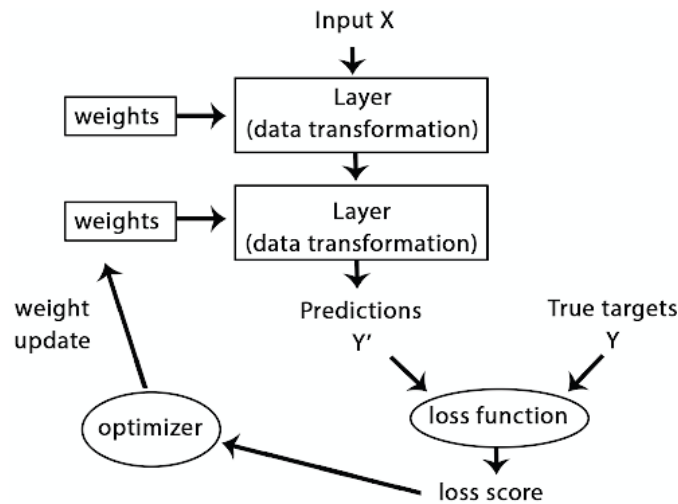 Input X
Layer
(data transformation)
weights
Layer
(data transformation)
weights
Predictions
Y'
True targets
Y
weight
update
loss function
optimizer
loss score